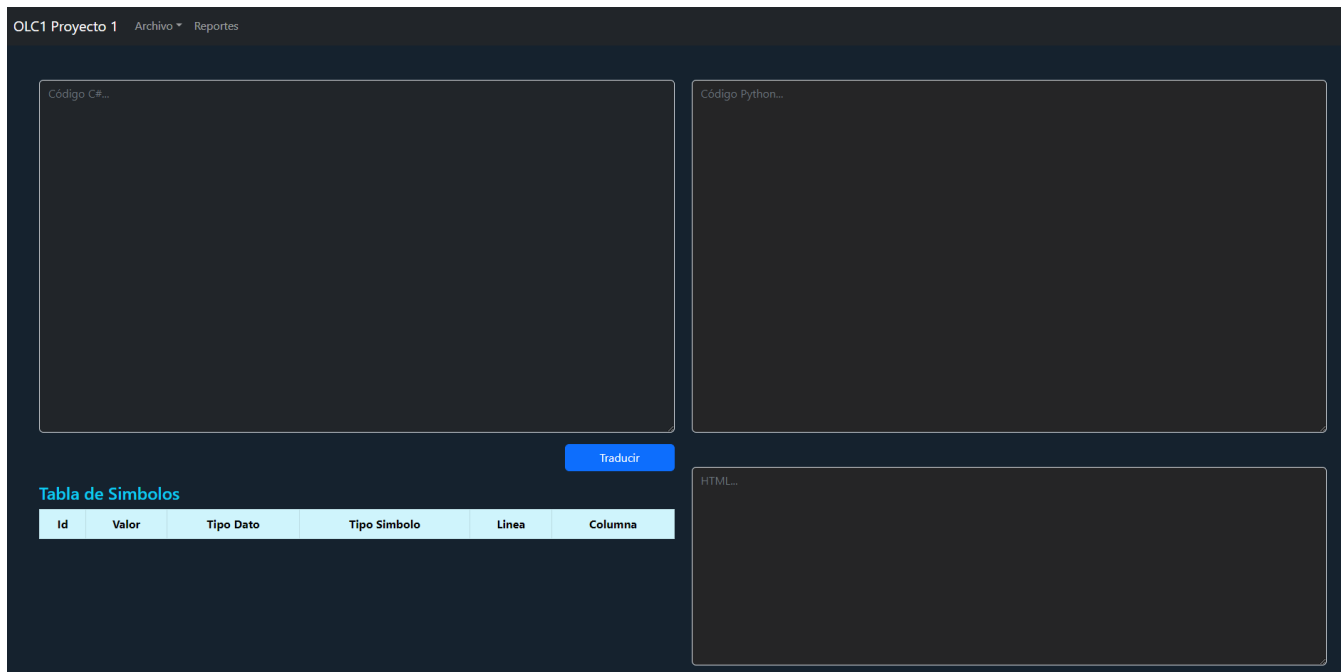 OLC1 Proyecto 1 Archivo Reportes
Código C#...
Código Python...
Traducir
Tabla de Simbolos
Id Valor Tipo Dato Tipo Simbolo Linea Columna
HTML...